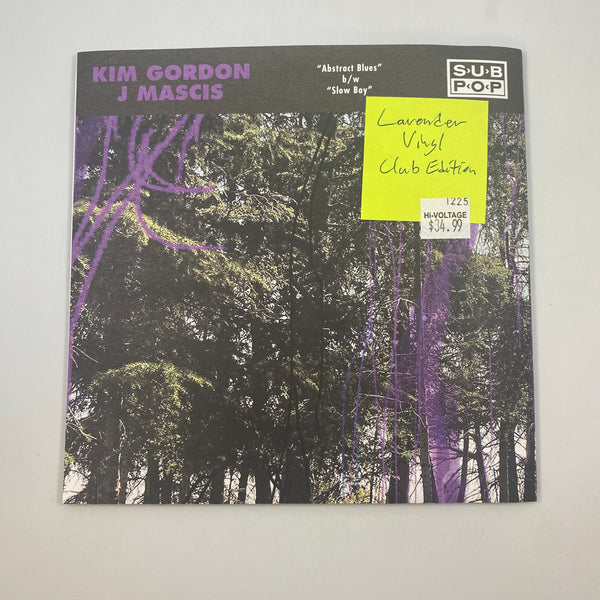 KIM GORDON
J MASCIS
"Abstract Blues"
b/w
"Slow Boy"
SUB
POP
Lavender
Vinyl
Club Edition
1225
HI-VOLTAGE
$34.99